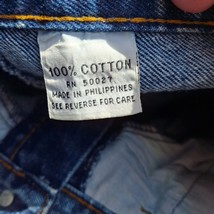 100% COTTON
RN 50027
MADE IN PHILIPPINES
SEE REVERSE FOR CARE